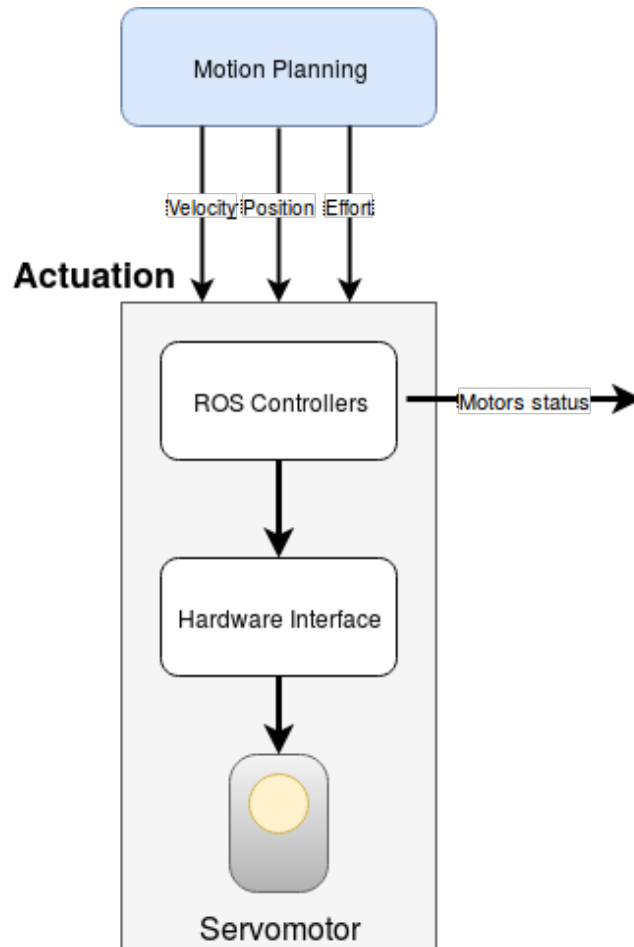 Motion Planning
Velocity
Position
Effort
Actuation
ROS Controllers
Motors status
Hardware Interface
Servomotor